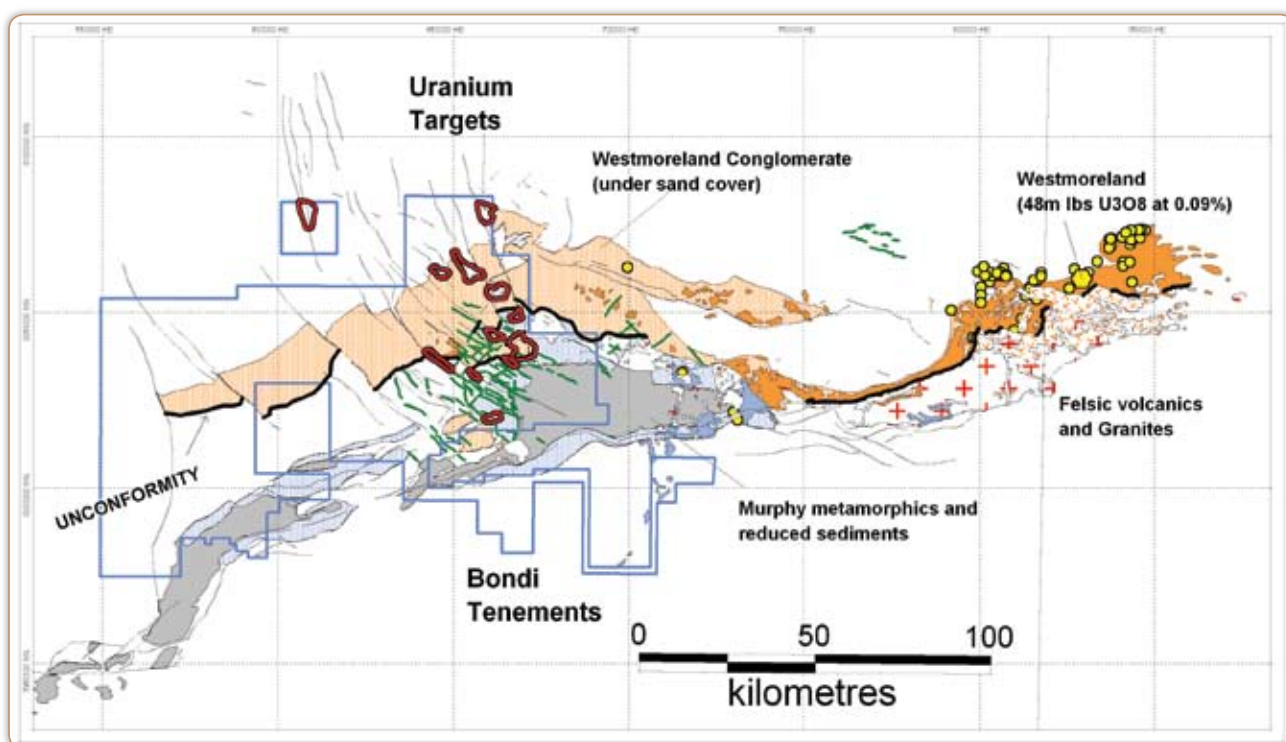 Uranium
Targets
Westmoreland Conglomerate
(under sand cover)
Westmoreland
(48m lbs U3O8 at 0.09%)
Felsic volcanics
and Granites
UNCONFORMITY
Murphy metamorphics and
reduced sediments
Bondi
Tenements
0 50 100
kilometres